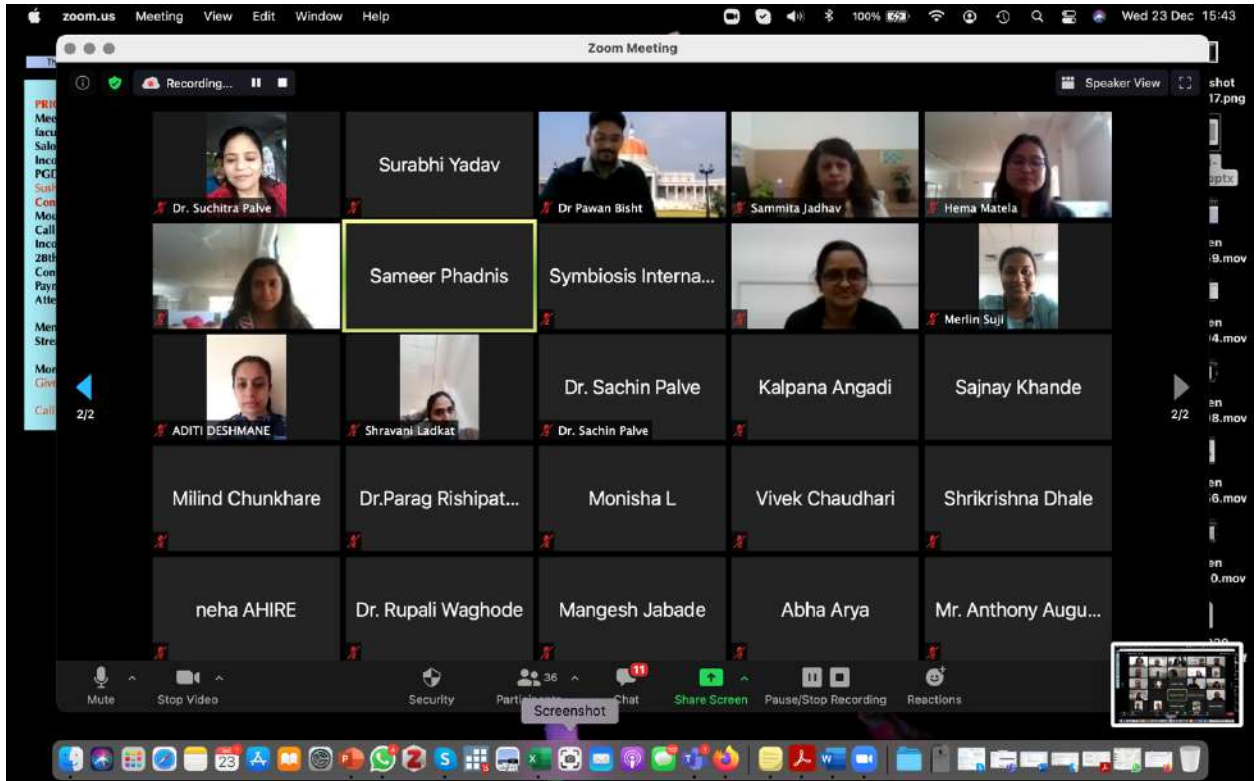 zoom.us Meeting View Edit Window Help 100% Wed 23 Dec 15:43
Zoom Meeting
Recording... Speaker View
Dr. Suchitra Palve
Surabhi Yadav
Dr Pawan Bisht
Sammita Jadhav
Hema Matela
Sameer Phadnis
Symbiosis Interna...
Merlin Suji
ADITI DESHMANE
Shravani Ladkat
Dr. Sachin Palve
Dr. Sachin Palve
Kalpana Angadi
Sajnay Khande
2/2
2/2
Milind Chunkhare
Dr.Parag Rishipat...
Monisha L
Vivek Chaudhari
Shrikrishna Dhale
neha AHIRE
Dr. Rupali Waghode
Mangesh Jabade
Abha Arya
Mr. Anthony Augu...
36 11
Mute Stop Video Security Chat Share Screen Pause/Stop Recording Reactions
Screenshot
23